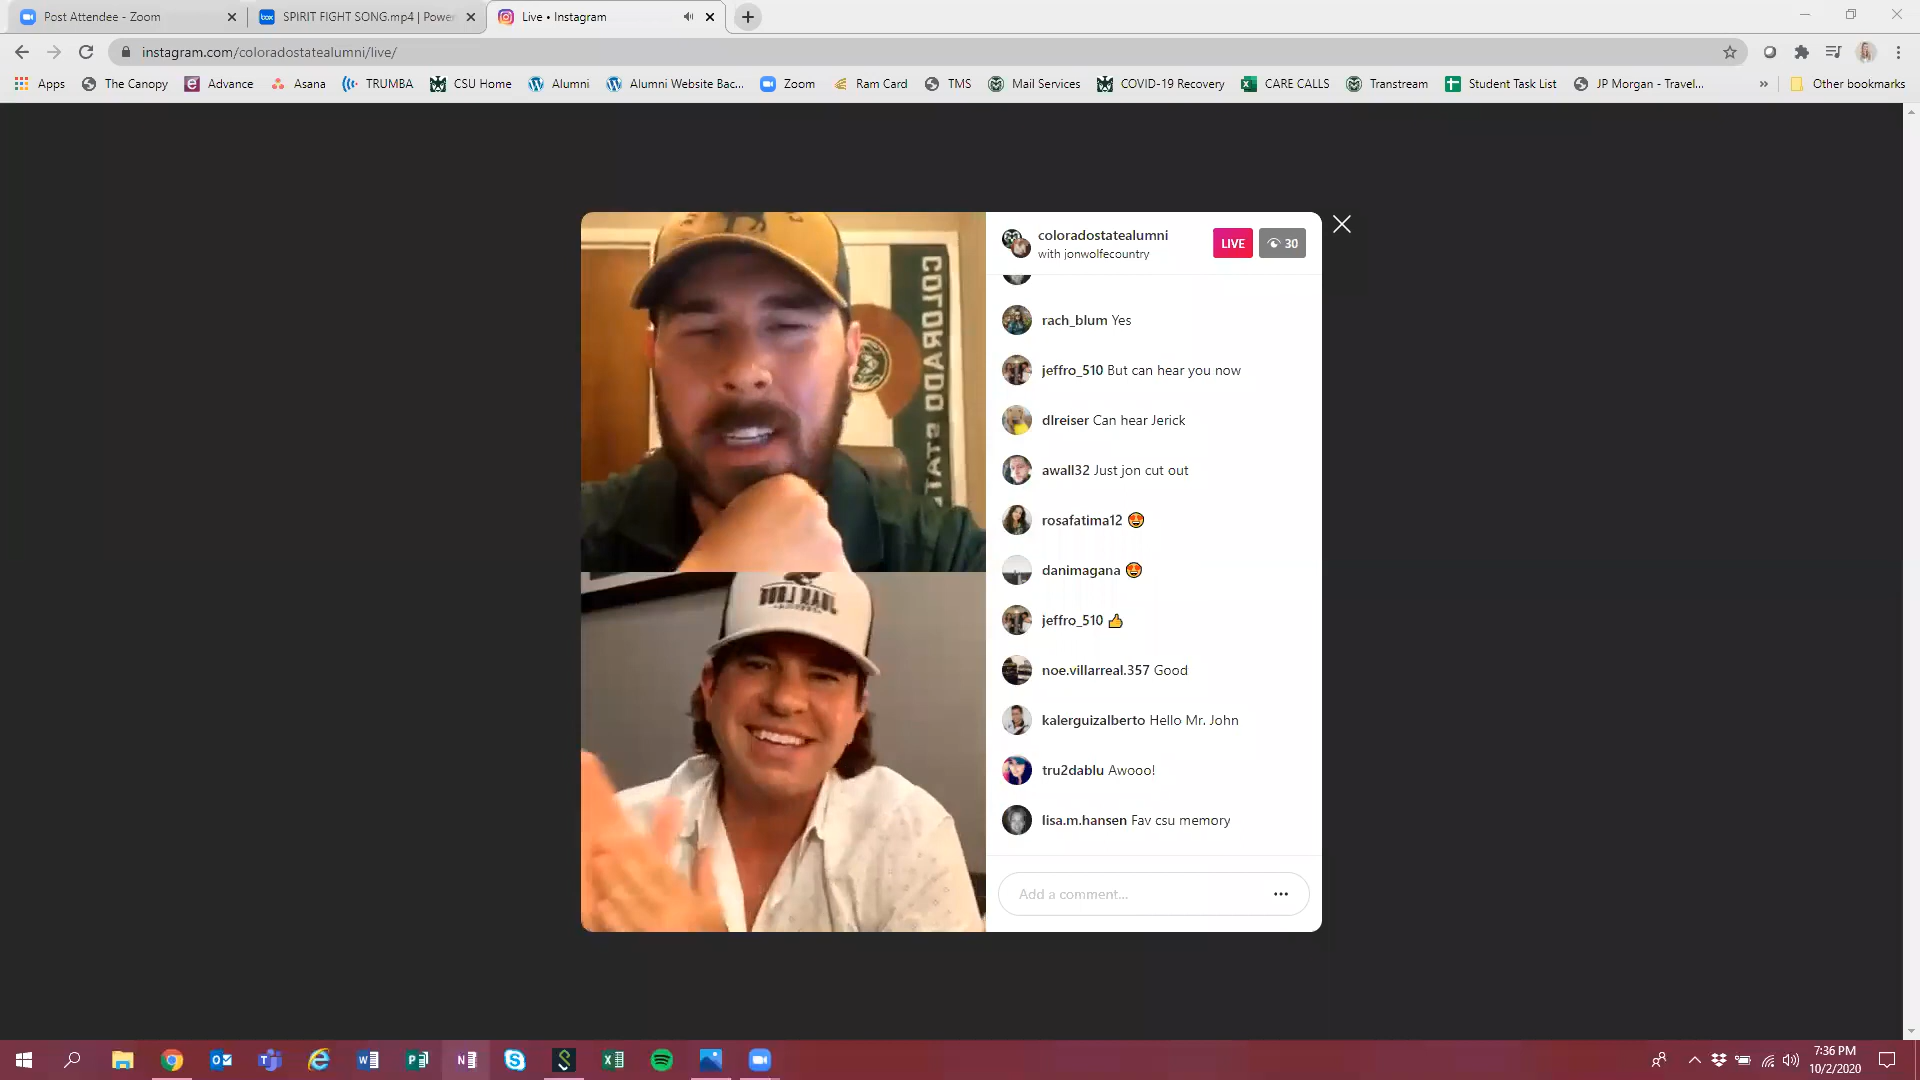 Post Attendee - Zoom
SPIRIT FIGHT SONG.mp4 | Power
Live • Instagram
instagram.com/coloradostatealumni/live/
Apps
The Canopy
Advance
Asana
TRUMBA
CSU Home
Alumni
Alumni Website Bac...
Zoom
Ram Card
TMS
Mail Services
COVID-19 Recovery
CARE CALLS
Transtream
Student Task List
JP Morgan - Travel...
»
Other bookmarks
COLORADO STATE
coloradostatealumni
with jonwolfecountry
LIVE
30
rach_blum Yes
jeffro_510 But can hear you now
dlreiser Can hear Jerick
awall32 Just jon cut out
rosafatima12 😍
danimagana 😍
jeffro_510 👍
noe.villarreal.357 Good
kalerguizalberto Hello Mr. John
tru2dablu Awooo!
lisa.m.hansen Fav csu memory
Add a comment...
7:36 PM
10/2/2020